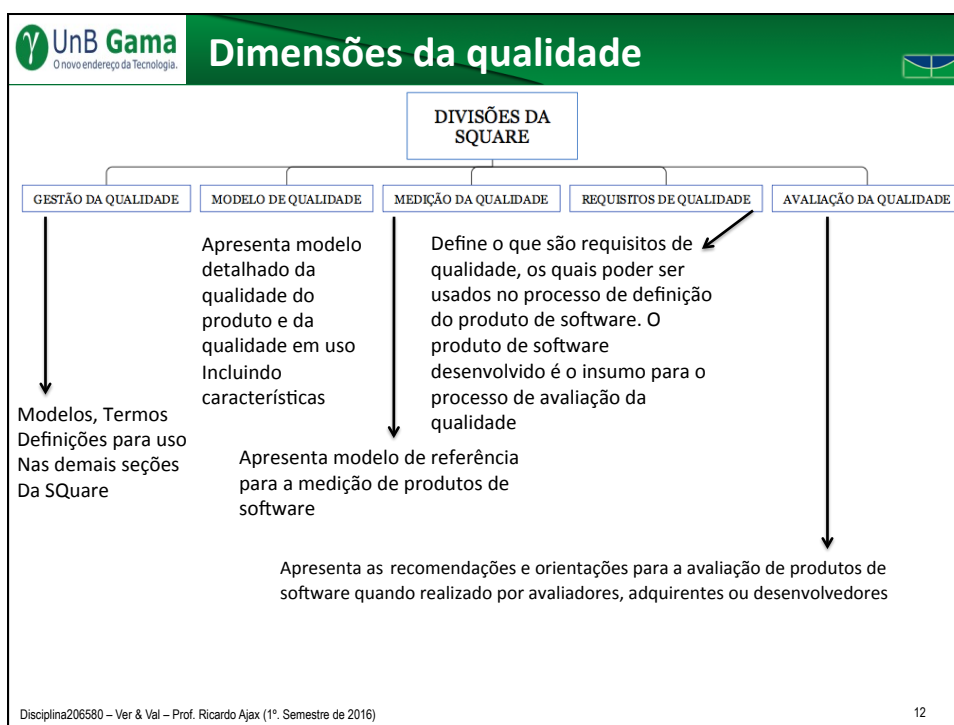 UnB Gama
O novo endereço da Tecnologia.
Dimensões da qualidade
DIVISÕES DA
SQUARE
GESTÃO DA QUALIDADE
MODELO DE QUALIDADE
MEDIÇÃO DA QUALIDADE
REQUISITOS DE QUALIDADE
AVALIAÇÃO DA QUALIDADE
Apresenta modelo
detalhado da
qualidade do
produto e da
qualidade em uso
Incluindo
características
Define o que são requisitos de
qualidade, os quais poder ser
usados no processo de definição
do produto de software. O
produto de software
desenvolvido é o insumo para o
processo de avaliação da
qualidade
Modelos, Termos
Definições para uso
Nas demais seções
Da SQuare
Apresenta modelo de referência
para a medição de produtos de
software
Apresenta as recomendações e orientações para a avaliação de produtos de
software quando realizado por avaliadores, adquirentes ou desenvolvedores
Disciplina206580 – Ver & Val – Prof. Ricardo Ajax (1º. Semestre de 2016)
12